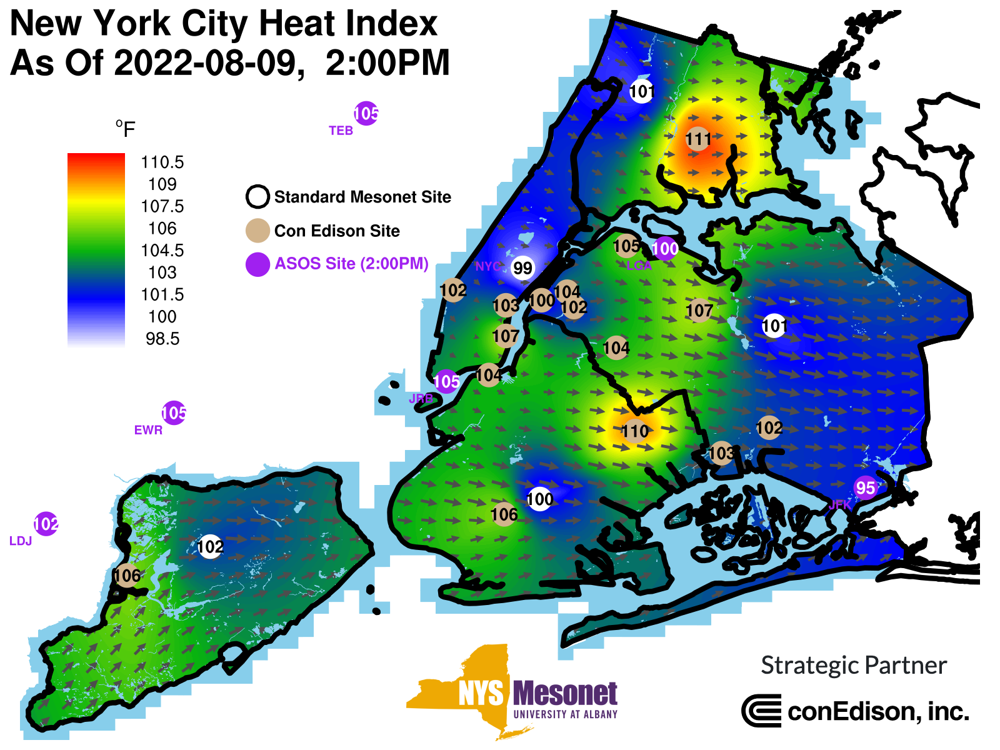 New York City Heat Index
As Of 2022-08-09, 2:00PM
°F
110.5
109
107.5
106
104.5
103
101.5
100
98.5
Standard Mesonet Site
Con Edison Site
ASOS Site (2:00PM)
105
TEB
101
111
105
100
LGA
NYC
99
102
103
100
104
102
107
101
107
104
105
104
JRB
105
EWR
110
102
103
95
JFK
100
106
102
LDJ
102
106
NYS Mesonet
UNIVERSITY AT ALBANY
Strategic Partner
conEdison, inc.